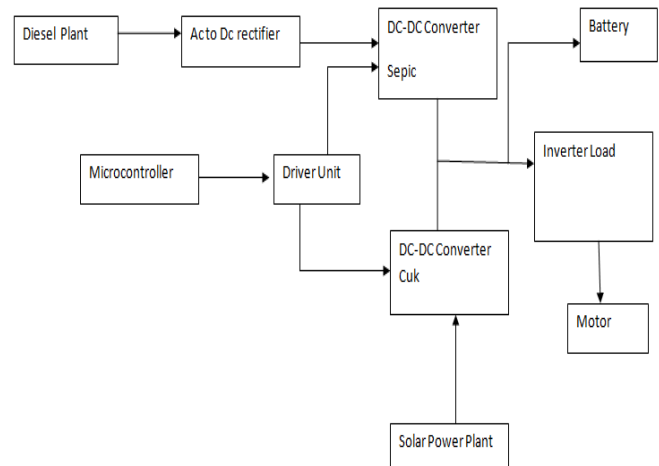 Diesel Plant
Ac to Dc rectifier
DC-DC Converter
Sepic
Battery
Microcontroller
Driver Unit
Inverter Load
DC-DC Converter
Cuk
Motor
Solar Power Plant